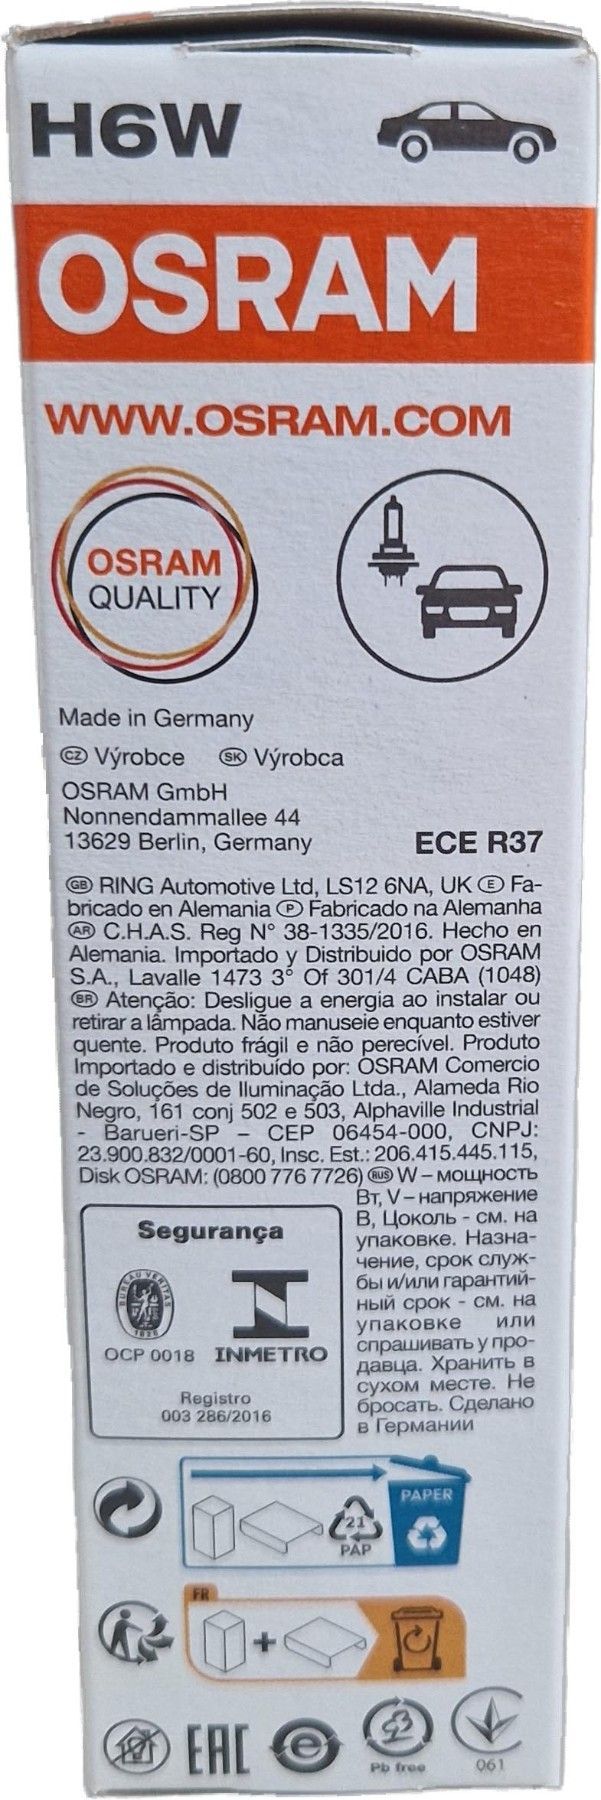 H6W
OSRAM
WWW.OSRAM.COM
OSRAM
QUALITY
Made in Germany
CZ Výrobce SK Výrobca
OSRAM GmbH
Nonnendammallee 44
13629 Berlin, Germany ECE R37
GB RING Automotive Ltd, LS12 6NA, UK E Fa-
bricado en Alemania P Fabricado na Alemanha
AR C.H.A.S. Reg N° 38-1335/2016. Hecho en
Alemania. Importado y Distribuido por OSRAM
S.A., Lavalle 1473 3° Of 301/4 CABA (1048)
BR Atenção: Desligue a energia ao instalar ou
retirar a lâmpada. Não manuseie enquanto estiver
quente. Produto frágil e não perecível. Produto
Importado e distribuído por: OSRAM Comercio
de Soluções de Iluminação Ltda., Alameda Rio
Negro, 161 conj 502 e 503, Alphaville Industrial
- Barueri-SP – CEP 06454-000, CNPJ:
23.900.832/0001-60, Insc. Est.: 206.415.445.115,
Disk OSRAM: (0800 776 7726) RUS W – мощность
Вт, V – напряжение
В, Цоколь - см. на
упаковке. Назна-
чение, срок служ-
бы и/или гарантий-
ный срок - см. на
упаковке или
спрашивать у про-
давца. Хранить в
сухом месте. Не
бросать. Сделано
в Германии
Segurança
BUREAU VERITAS
1828
OCP 0018 INMETRO
Registro
003 286/2016
PAPER
21
PAP
FR
EAC e Pb free 061